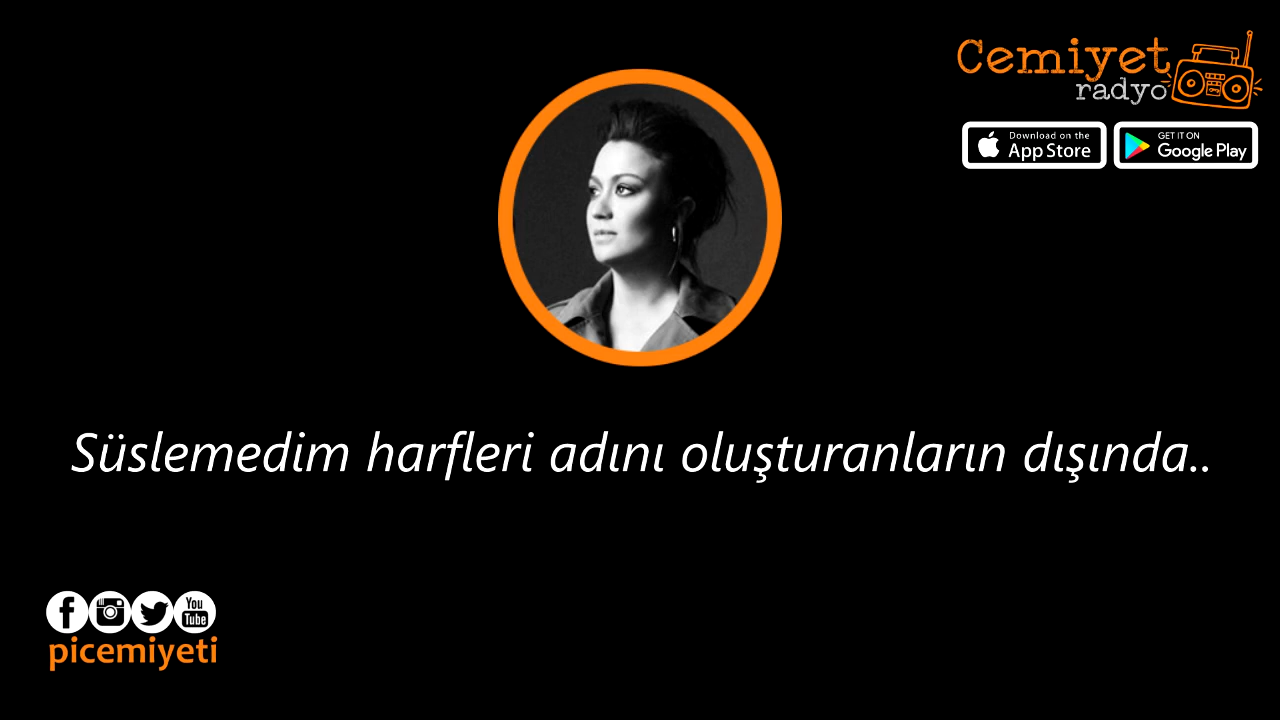 Cemiyet
radyo
Download on the
App Store
GET IT ON
Google Play
Süslemedim harfleri adını oluşturanların dışında..
You
Tube
picemiyeti